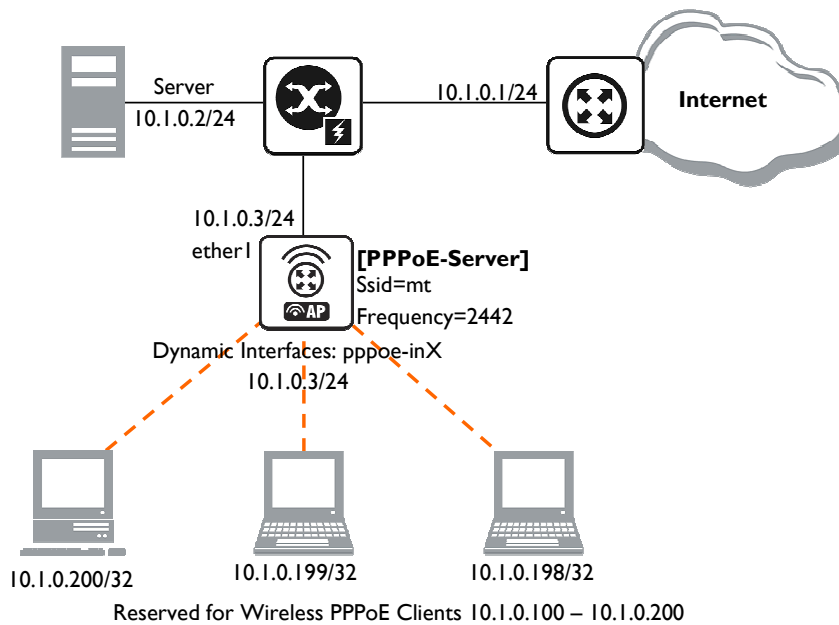 Server
10.1.0.2/24
10.1.0.1/24
Internet
10.1.0.3/24
ether1
[PPPoE-Server]
Ssid=mt
AP
Frequency=2442
Dynamic Interfaces: pppoe-inX
10.1.0.3/24
10.1.0.200/32
10.1.0.199/32
10.1.0.198/32
Reserved for Wireless PPPoE Clients 10.1.0.100 – 10.1.0.200